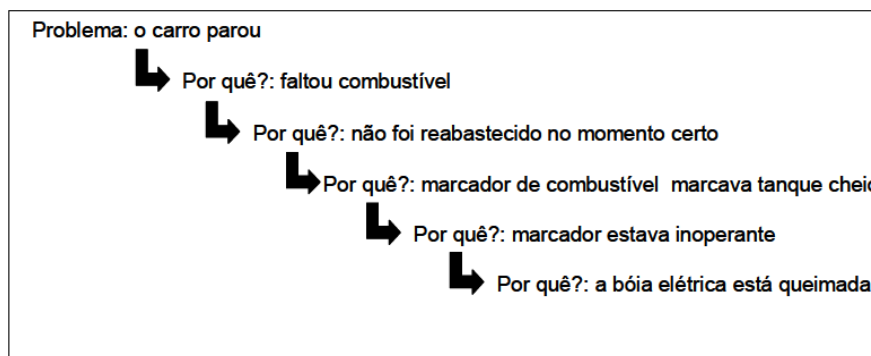 Problema: o carro parou
Por quê?: faltou combustível
Por quê?: não foi reabastecido no momento certo
Por quê?: marcador de combustível marcava tanque cheio
Por quê?: marcador estava inoperante
Por quê?: a bóia elétrica está queimada